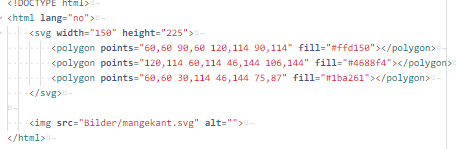 <!DOCTYPE html>
<html lang="no">
<svg width="150" height="225">
<polygon points="60,60 90,60 120,114 90,114" fill="#ffd150"></polygon>
<polygon points="120,114 60,114 46,144 106,144" fill="#4688f4"></polygon>
<polygon points="60,60 30,114 46,144 75,87" fill="#1ba261"></polygon>
</svg>
<img src="Bilder/mangekant.svg" alt="">
</html>